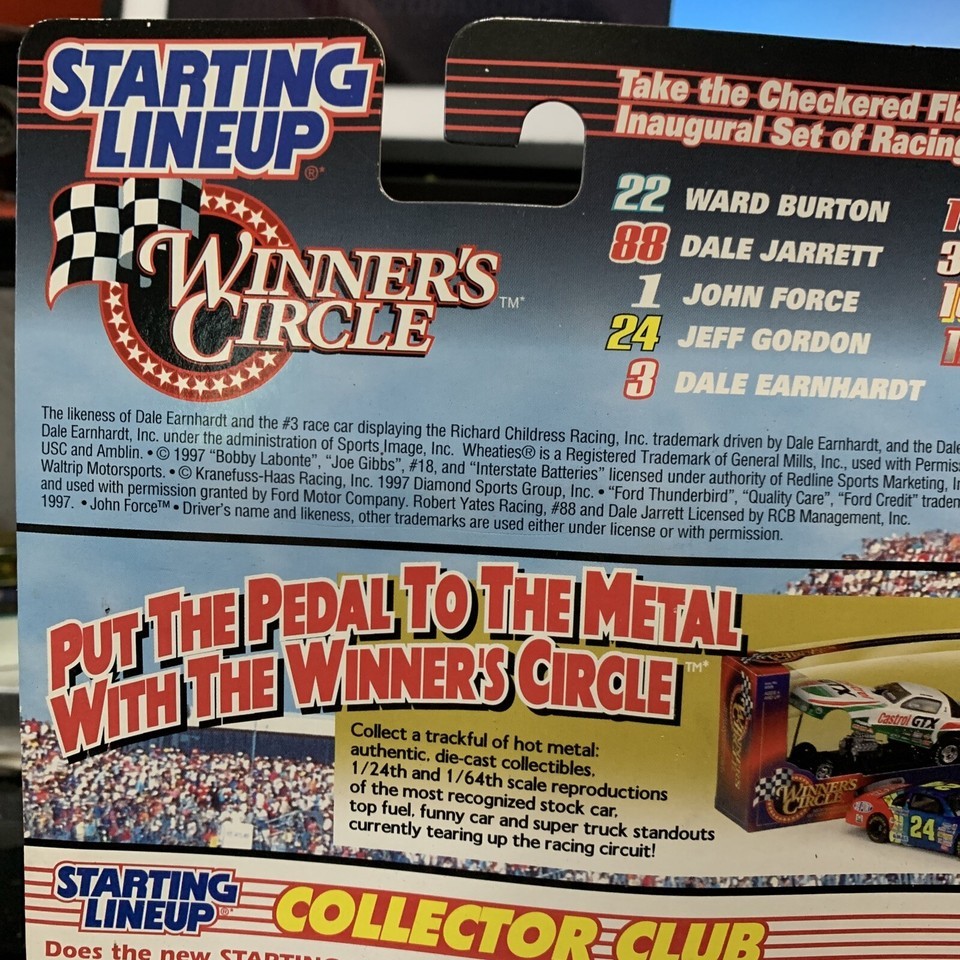 STARTING
LINEUP®*
WINNER'S
CIRCLE™*
Take the Checkered
Inaugural Set of Racing
22 WARD BURTON
88 DALE JARRETT
1 JOHN FORCE
24 JEFF GORDON
3 DALE EARNHARDT
The likeness of Dale Earnhardt and the #3 race car displaying the Richard Childress Racing, Inc. trademark driven by Dale Earnhardt, and the Dale
Dale Earnhardt, Inc. under the administration of Sports Image, Inc. Wheaties® is a Registered Trademark of General Mills, Inc., used with
USC and Amblin. • © 1997 “Bobby Labonte”, “Joe Gibbs”, #18, and “Interstate Batteries” licensed under authority of Redline Sports Marketing,
Waltrip Motorsports. • © Kranefuss-Haas Racing, Inc. 1997 Diamond Sports Group, Inc. • “Ford Thunderbird”, “Quality Care”, “Ford Credit”
and used with permission granted by Ford Motor Company. Robert Yates Racing, #88 and Dale Jarrett Licensed by RCB Management, Inc.
1997. • John Force™ • Driver's name and likeness, other trademarks are used either under license or with permission.
PUT THE PEDAL TO THE METAL
WITH THE WINNER'S CIRCLE™*
Collect a trackful of hot metal:
authentic, die-cast collectibles,
1/24th and 1/64th scale reproductions
of the most recognized stock car,
top fuel, funny car and super truck standouts
currently tearing up the racing circuit!
Castrol GTX
WINNER'S
CIRCLE
24
STARTING
LINEUP®*
COLLECTOR CLUB
Does the new STARTING